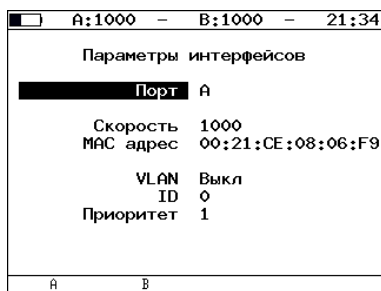 A:1000 – B:1000 – 21:34
Параметры интерфейсов
Порт A
Скорость 1000
MAC адрес 00:21:CE:08:06:F9
VLAN Выкл
ID 0
Приоритет 1
A B